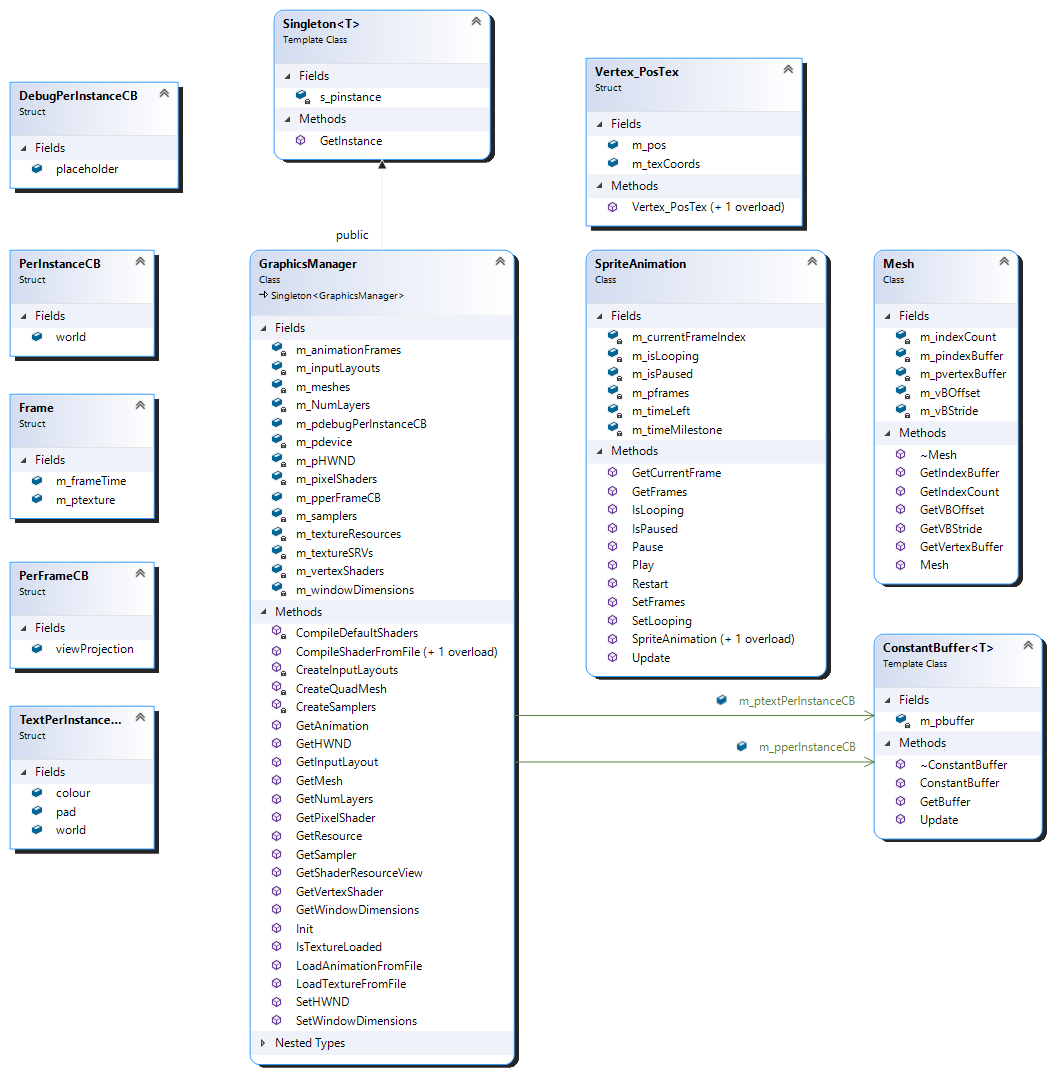 Singleton<T>
Template Class
Fields
s_pinstance
Methods
GetInstance
Vertex_PosTex
Struct
Fields
m_pos
m_texCoords
Methods
Vertex_PosTex (+ 1 overload)
DebugPerInstanceCB
Struct
Fields
placeholder
public
PerInstanceCB
Struct
Fields
world
Frame
Struct
Fields
m_frameTime
m_ptexture
PerFrameCB
Struct
Fields
viewProjection
TextPerInstance...
Struct
Fields
colour
pad
world
GraphicsManager
Class
Singleton<GraphicsManager>
Fields
m_animationFrames
m_inputLayouts
m_meshes
m_NumLayers
m_pdebugPerInstanceCB
m_pdevice
m_pHWND
m_pixelShaders
m_pperFrameCB
m_samplers
m_textureResources
m_textureSRVs
m_vertexShaders
m_windowDimensions
Methods
CompileDefaultShaders
CompileShaderFromFile (+ 1 overload)
CreateInputLayouts
CreateQuadMesh
CreateSamplers
GetAnimation
GetHWND
GetInputLayout
GetMesh
GetNumLayers
GetPixelShader
GetResource
GetSampler
GetShaderResourceView
GetVertexShader
GetWindowDimensions
Init
IsTextureLoaded
LoadAnimationFromFile
LoadTextureFromFile
SetHWND
SetWindowDimensions
Nested Types
SpriteAnimation
Class
Fields
m_currentFrameIndex
m_isLooping
m_isPaused
m_pframes
m_timeLeft
m_timeMilestone
Methods
GetCurrentFrame
GetFrames
IsLooping
IsPaused
Pause
Play
Restart
SetFrames
SetLooping
SpriteAnimation (+ 1 overload)
Update
Mesh
Class
Fields
m_indexCount
m_pindexBuffer
m_pvertexBuffer
m_vBOffset
m_vBStride
Methods
~Mesh
GetIndexBuffer
GetIndexCount
GetVBOffset
GetVBStride
GetVertexBuffer
Mesh
m_ptextPerInstanceCB
m_pperInstanceCB
ConstantBuffer<T>
Template Class
Fields
m_pbuffer
Methods
~ConstantBuffer
ConstantBuffer
GetBuffer
Update